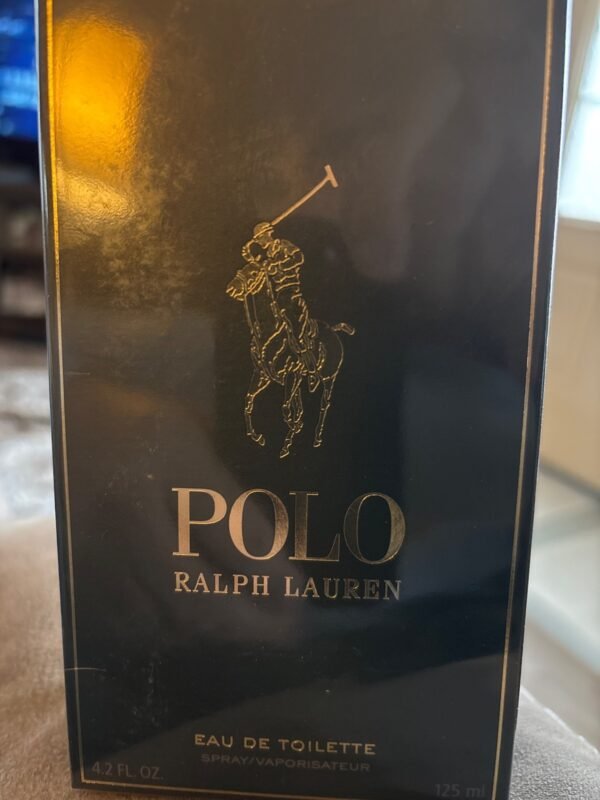 POLO
RALPH LAUREN
EAU DE TOILETTE
SPRAY/VAPORISATEUR
4.2 FL. OZ.
125 ml